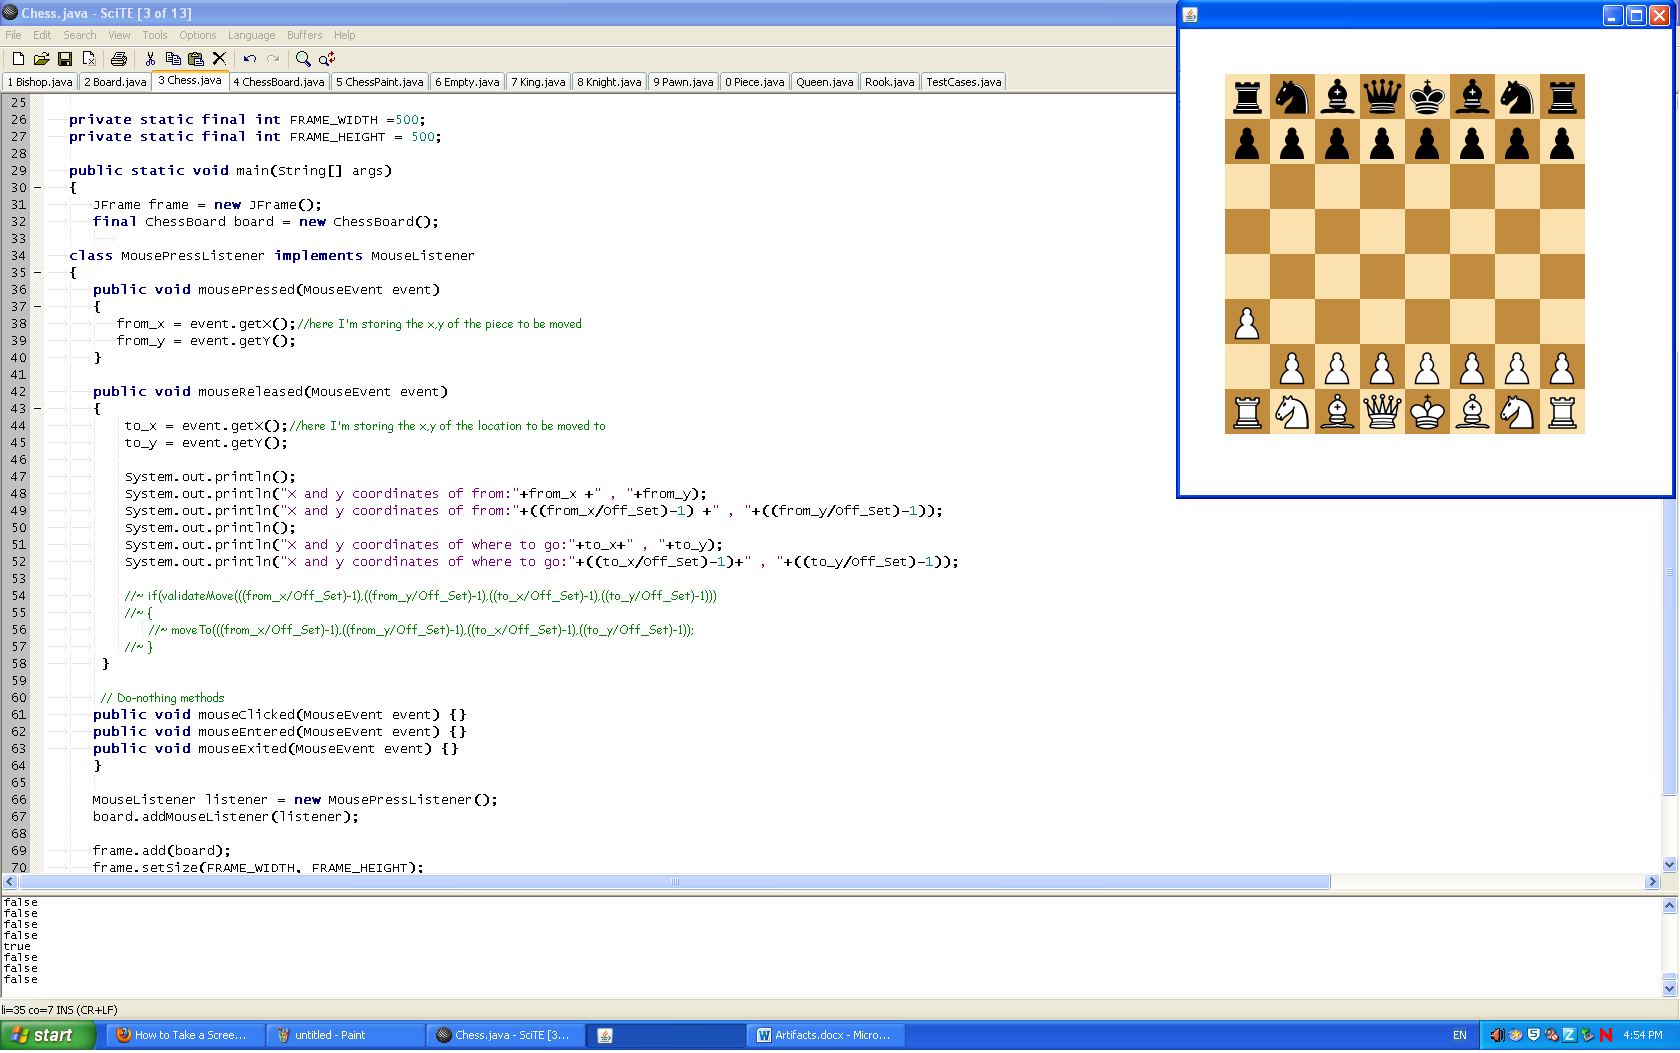 Chess.java - SciTE [3 of 13]
File Edit Search View Tools Options Language Buffers Help
1 Bishop.java 2 Board.java 3 Chess.java 4 ChessBoard.java 5 ChessPaint.java 6 Empty.java 7 King.java 8 Knight.java 9 Pawn.java 0 Piece.java Queen.java Rook.java TestCases.java
25
26 private static final int FRAME_WIDTH =500;
27 private static final int FRAME_HEIGHT = 500;
28
29 public static void main(String[] args)
30 {
31 JFrame frame = new JFrame();
32 final ChessBoard board = new ChessBoard();
33
34 class MousePressListener implements MouseListener
35 {
36 public void mousePressed(MouseEvent event)
37 {
38 from_x = event.getX();//here I'm storing the x,y of the piece to be moved
39 from_y = event.getY();
40 }
41
42 public void mouseReleased(MouseEvent event)
43 {
44 to_x = event.getX();//here I'm storing the x,y of the location to be moved to
45 to_y = event.getY();
46
47 System.out.println();
48 System.out.println("X and y coordinates of from:"+from_x +" , "+from_y);
49 System.out.println("X and y coordinates of from:"+((from_x/Off_Set)-1) +" , "+((from_y/Off_Set)-1));
50 System.out.println();
51 System.out.println("X and y coordinates of where to go:"+to_x+" , "+to_y);
52 System.out.println("X and y coordinates of where to go:"+((to_x/Off_Set)-1)+" , "+((to_y/Off_Set)-1));
53
54 //~ if(validateMove(((from_x/Off_Set)-1),((from_y/Off_Set)-1),((to_x/Off_Set)-1),((to_y/Off_Set)-1)))
55 //~ {
56 //~ moveTo(((from_x/Off_Set)-1),((from_y/Off_Set)-1),((to_x/Off_Set)-1),((to_y/Off_Set)-1));
57 //~ }
58 }
59
60 // Do-nothing methods
61 public void mouseClicked(MouseEvent event) {}
62 public void mouseEntered(MouseEvent event) {}
63 public void mouseExited(MouseEvent event) {}
64 }
65
66 MouseListener listener = new MousePressListener();
67 board.addMouseListener(listener);
68
69 frame.add(board);
70 frame.setSize(FRAME_WIDTH, FRAME_HEIGHT);
false
false
false
false
true
false
false
false
li=35 co=7 INS (CR+LF)
start How to Take a Scree... untitled - Paint Chess.java - SciTE [3... Artifacts.docx - Micro... EN 4:54 PM